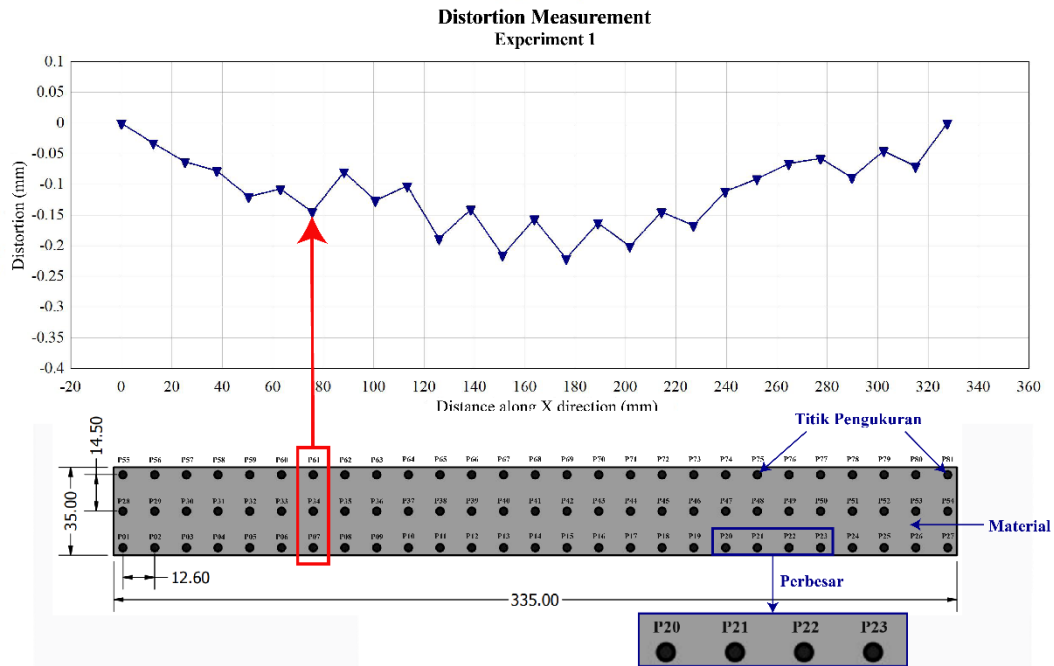 Distortion Measurement
Experiment 1
0.1
0.05
0
-0.05
-0.1
-0.15
-0.2
-0.25
-0.3
-0.35
-0.4
Distortion (mm)
-20 0 20 40 60 80 100 120 140 160 180 200 220 240 260 280 300 320 340 360
Distance along X direction (mm)
Titik Pengukuran
14.50
35.00
P55 P56 P57 P58 P59 P60 P61 P62 P63 P64 P65 P66 P67 P68 P69 P70 P71 P72 P73 P74 P75 P76 P77 P78 P79 P80 P81
P28 P29 P30 P31 P32 P33 P34 P35 P36 P37 P38 P39 P40 P41 P42 P43 P44 P45 P46 P47 P48 P49 P50 P51 P52 P53 P54
Material
P01 P02 P03 P04 P05 P06 P07 P08 P09 P10 P11 P12 P13 P14 P15 P16 P17 P18 P19 P20 P21 P22 P23 P24 P25 P26 P27
12.60
Perbesar
335.00
P20 P21 P22 P23